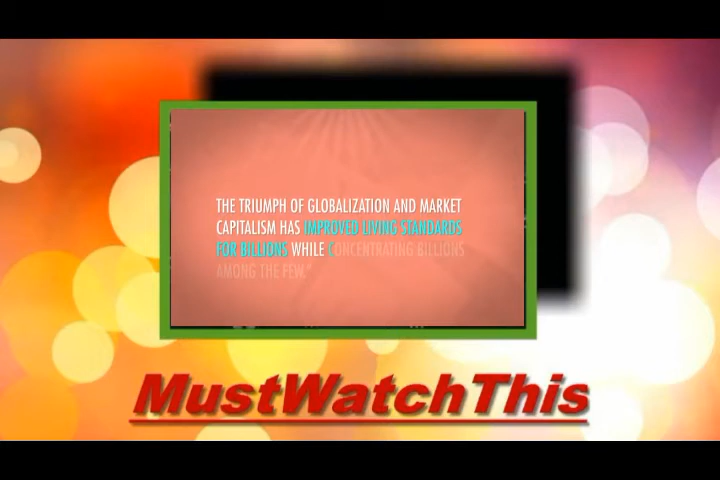 THE TRIUMPH OF GLOBALIZATION AND MARKET
CAPITALISM HAS IMPROVED LIVING STANDARDS
FOR BILLIONS WHILE CONCENTRATING BILLIONS
AMONG THE FEW."
MustWatchThis